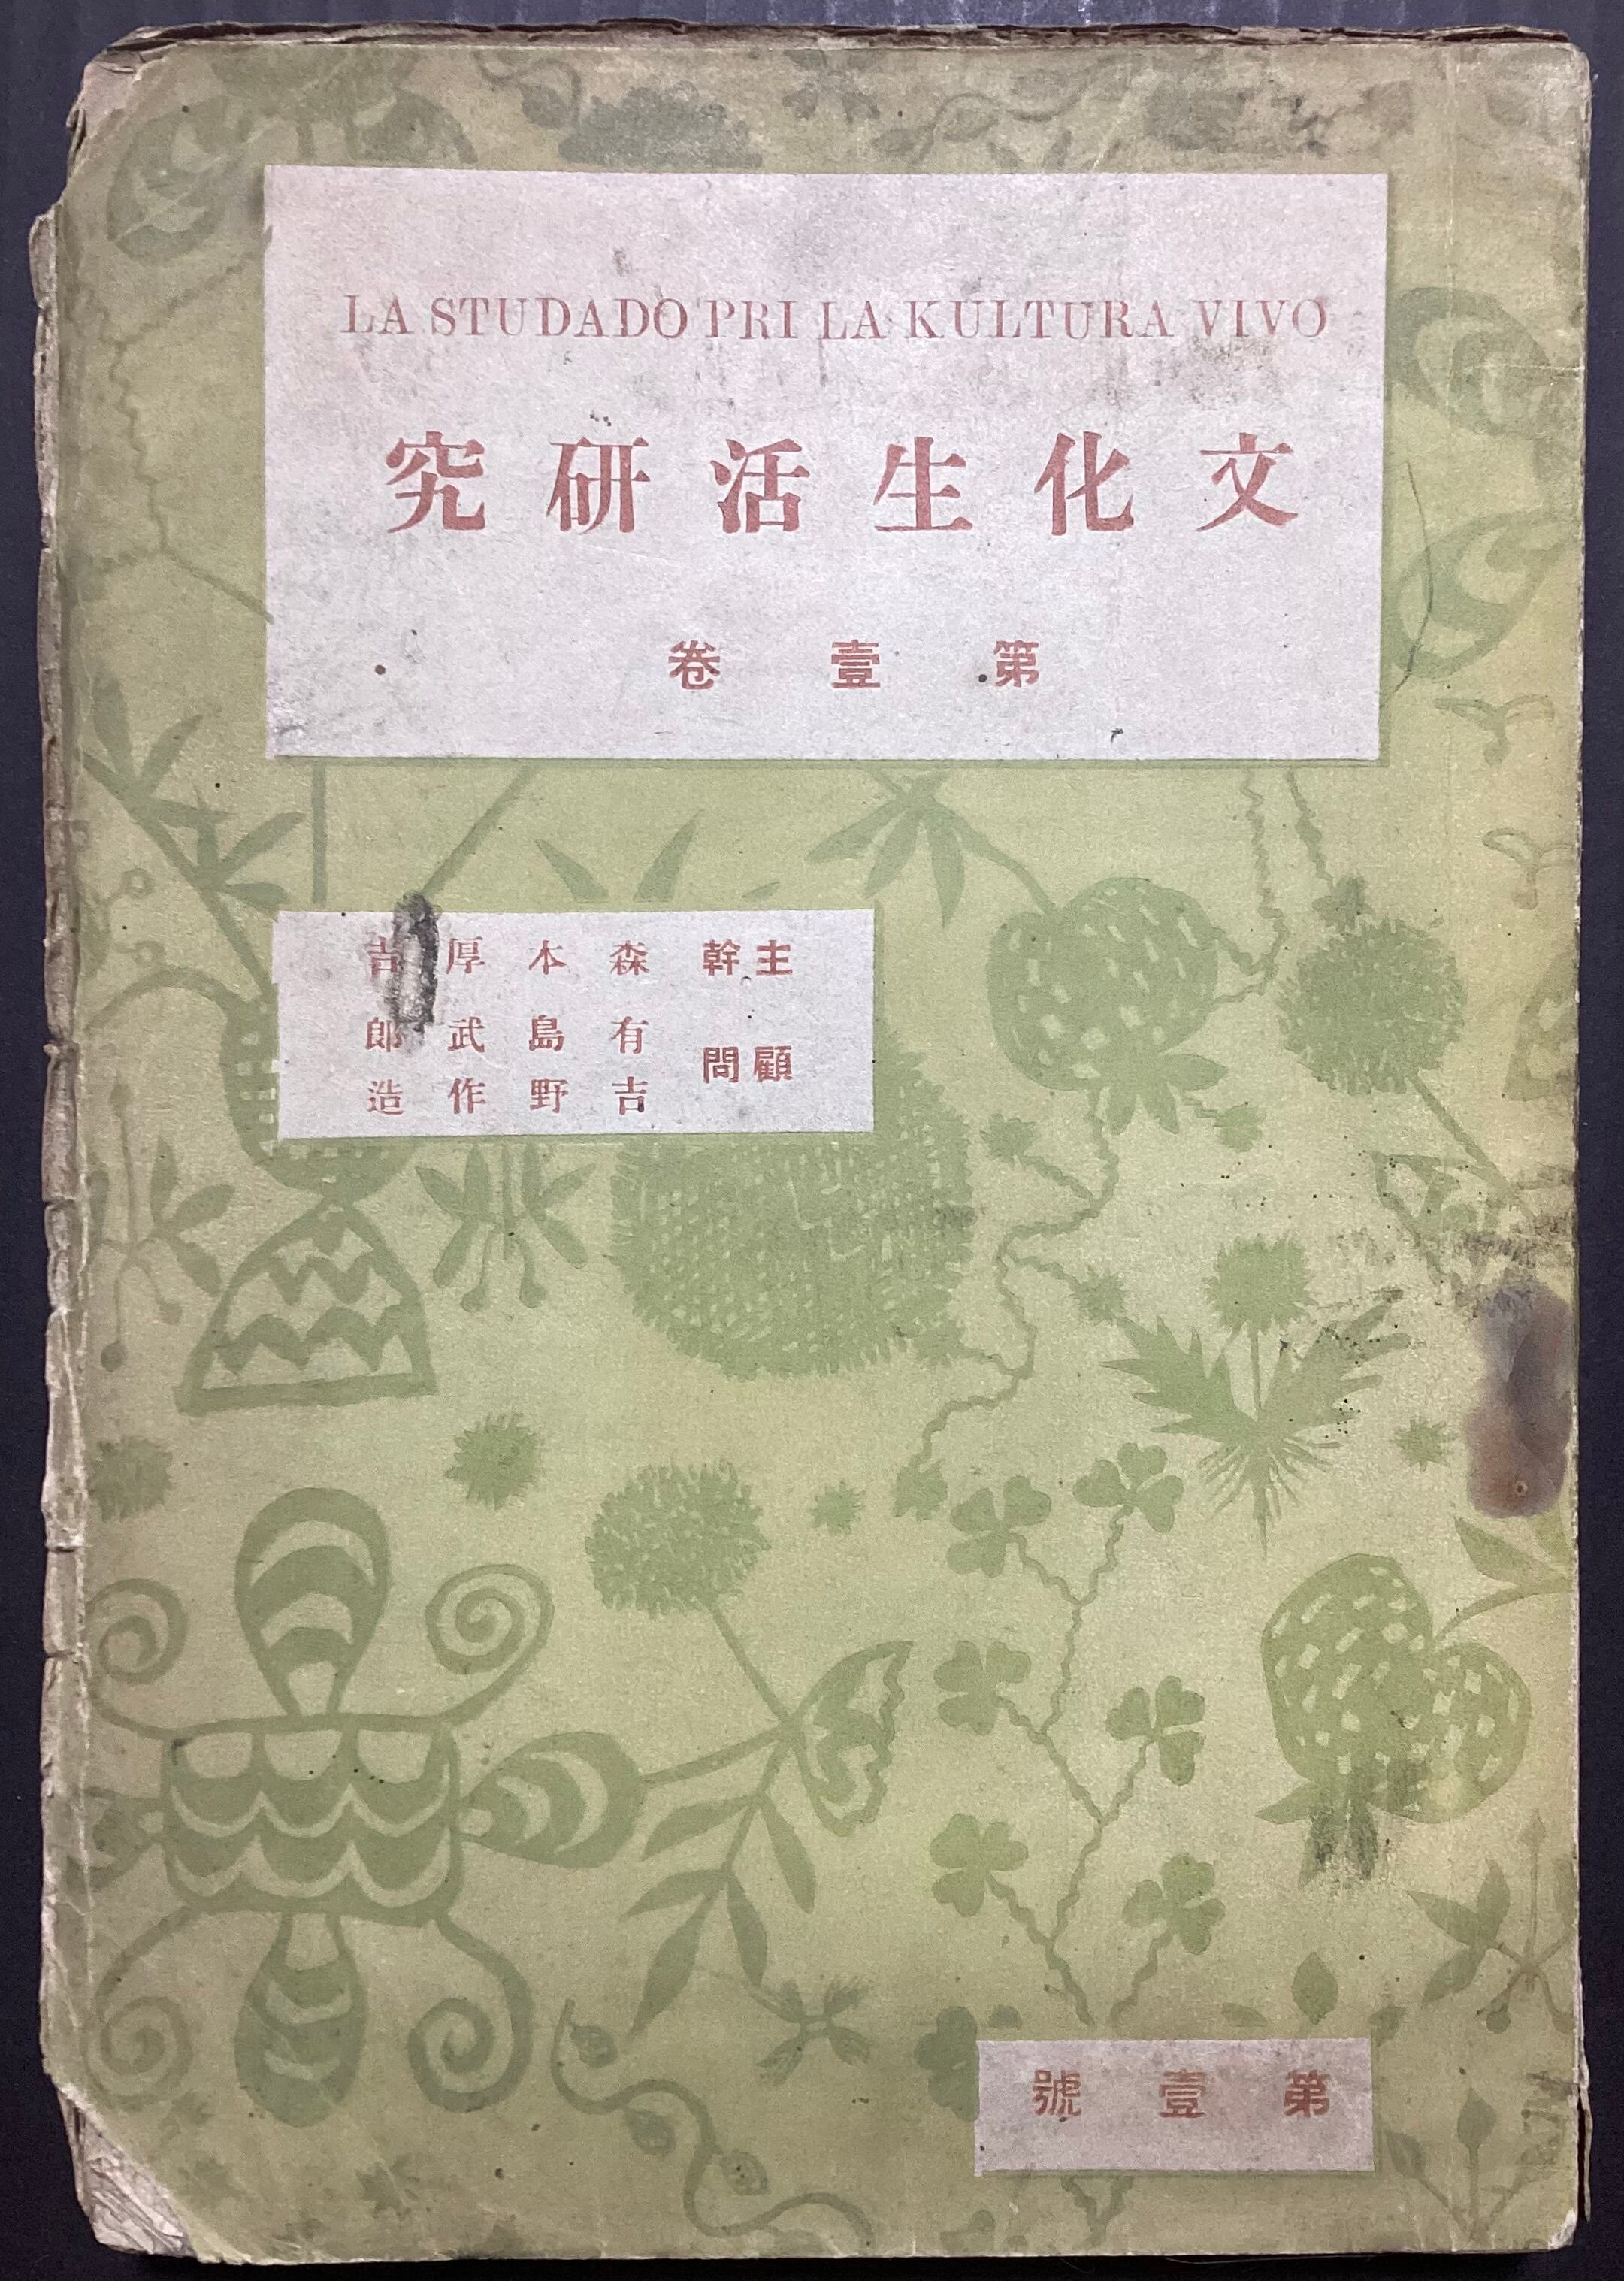 LA STUDADO PRI LA KULTURA VIVO
文化生活研究
第壹卷
主幹 森本厚吉
顧問 有島武郎
吉野作造
第壹號